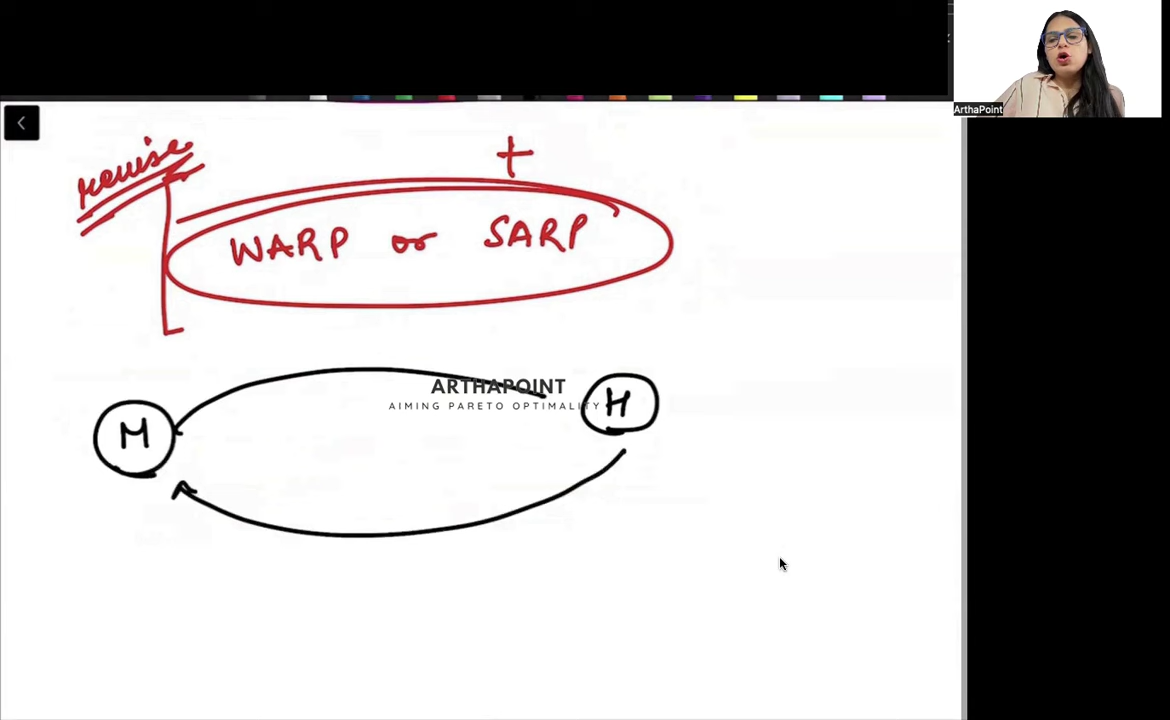 ArthaPoint
revise
+
WARP or SARP
ARTHAPOINT
AIMING PARETO OPTIMALITY
M
H